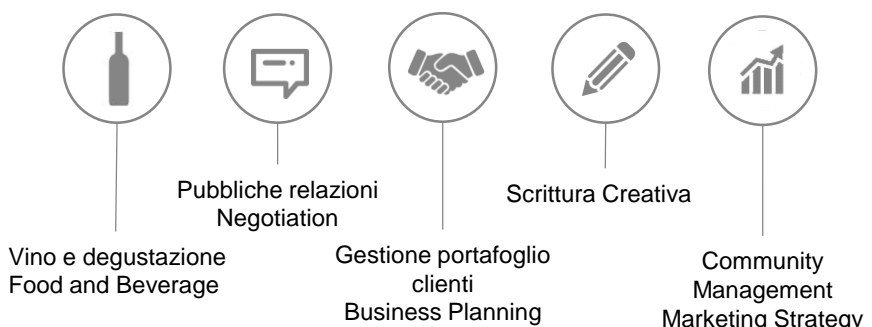 Vino e degustazione
Food and Beverage
Pubbliche relazioni
Negotiation
Gestione portafoglio
clienti
Business Planning
Scrittura Creativa
Community
Management
Marketing Strategy